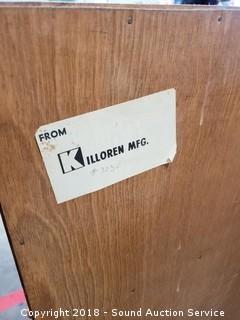 FROM
KILLOREN MFG.
Copyright 2018 - Sound Auction Service